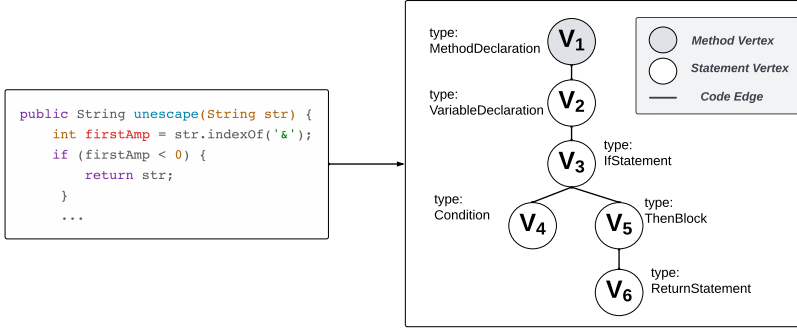 public String unescape(String str) {
int firstAmp = str.indexOf('&');
if (firstAmp < 0) {
return str;
}
...
type:
MethodDeclaration
V1
type:
VariableDeclaration
V2
V3
type:
IfStatement
type:
Condition
V4
V5
type:
ThenBlock
V6
type:
ReturnStatement
Method Vertex
Statement Vertex
Code Edge